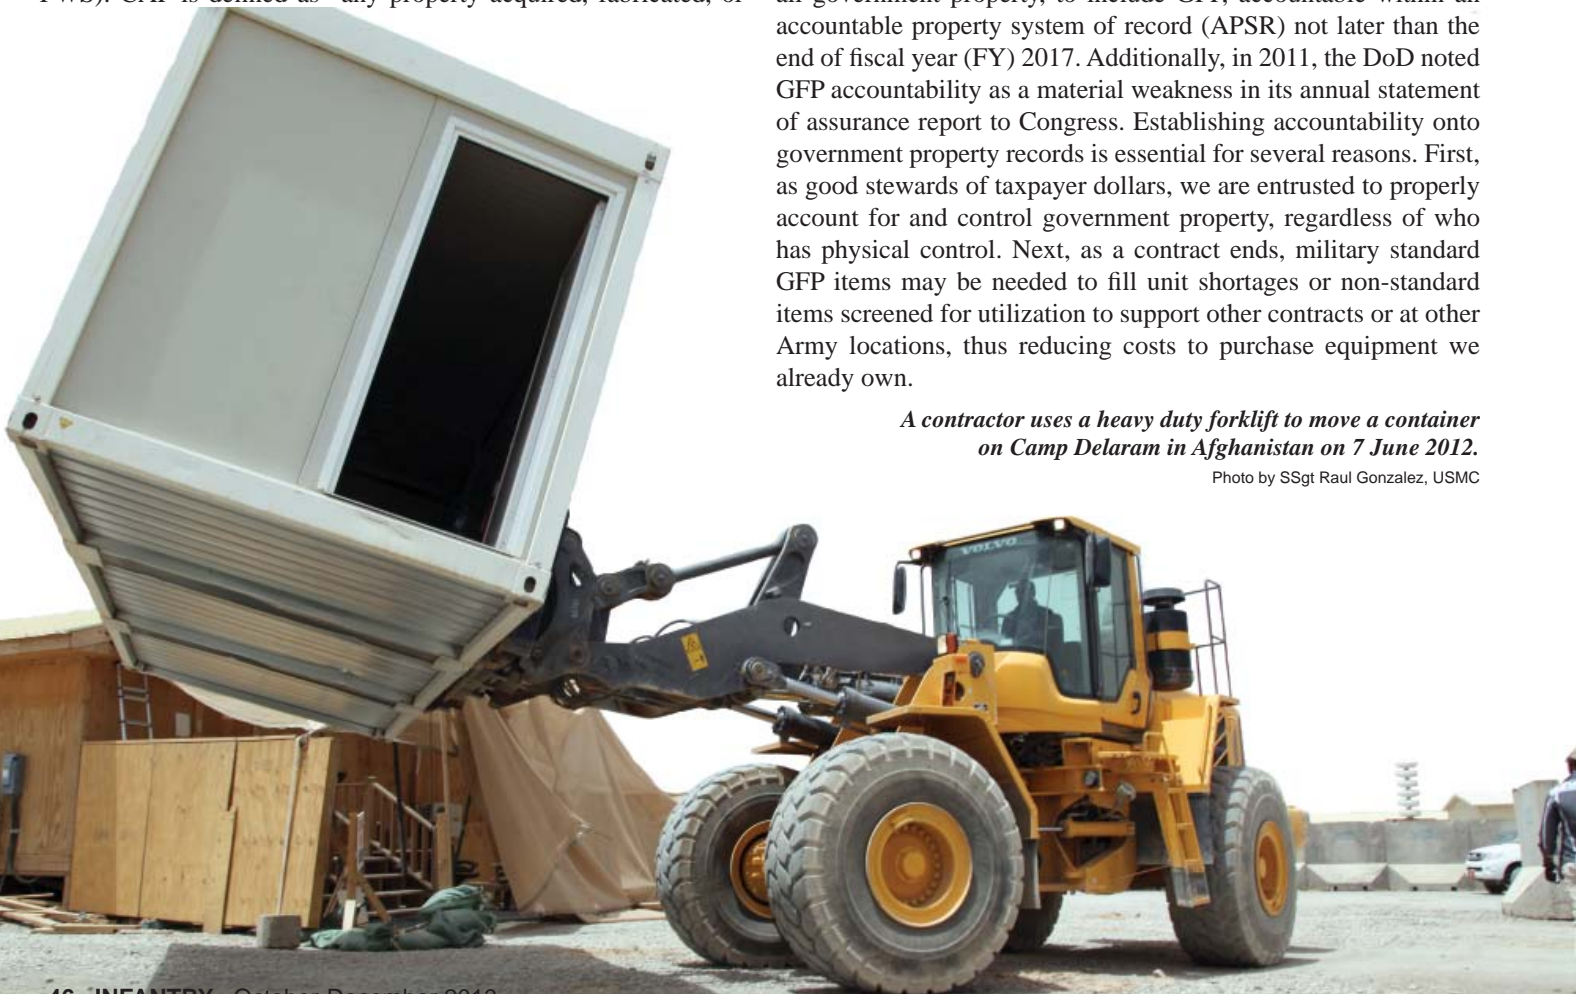 PWS). CAP is defined as “any property acquired, fabricated, or
all government property, to include GFP, accountable within an
accountable property system of record (APSR) not later than the
end of fiscal year (FY) 2017. Additionally, in 2011, the DoD noted
GFP accountability as a material weakness in its annual statement
of assurance report to Congress. Establishing accountability onto
government property records is essential for several reasons. First,
as good stewards of taxpayer dollars, we are entrusted to properly
account for and control government property, regardless of who
has physical control. Next, as a contract ends, military standard
GFP items may be needed to fill unit shortages or non-standard
items screened for utilization to support other contracts or at other
Army locations, thus reducing costs to purchase equipment we
already own.
A contractor uses a heavy duty forklift to move a container
on Camp Delaram in Afghanistan on 7 June 2012.
Photo by SSgt Raul Gonzalez, USMC
VOLVO
INFANTRY October-December